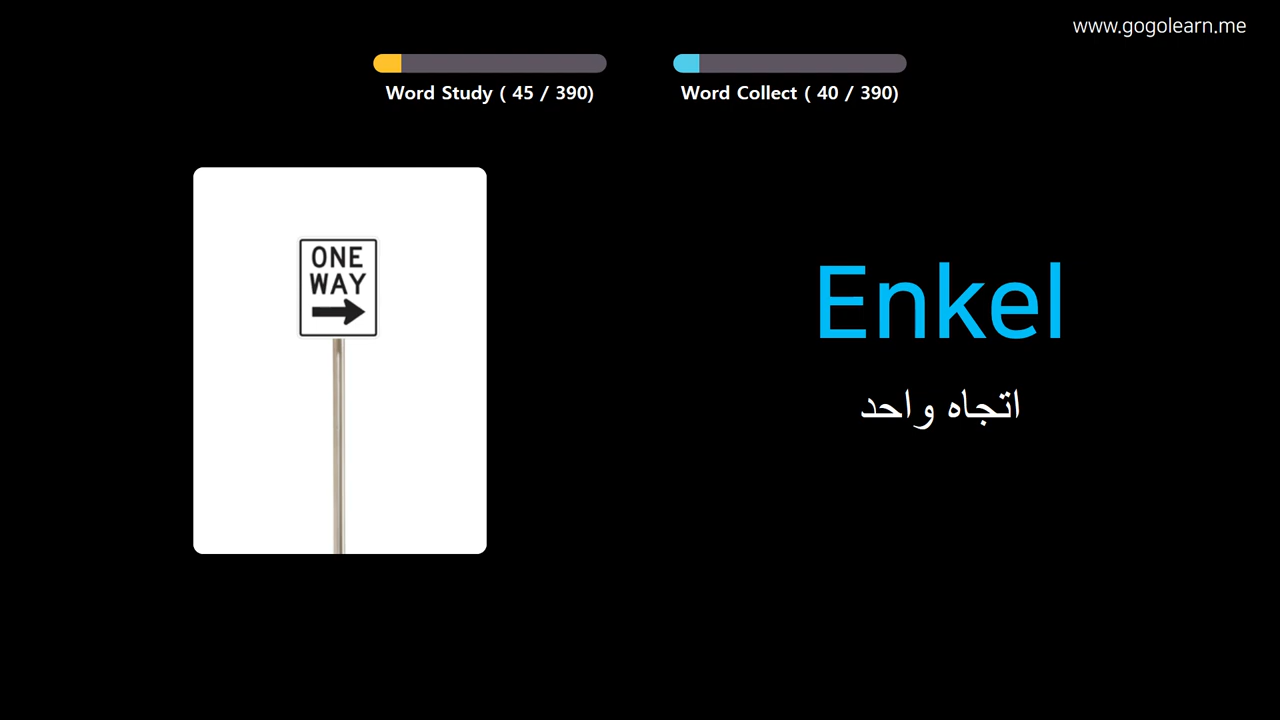 www.gogolearn.me
Word Study ( 45 / 390)
Word Collect ( 40 / 390)
ONE
WAY
Enkel
اتجاه واحد